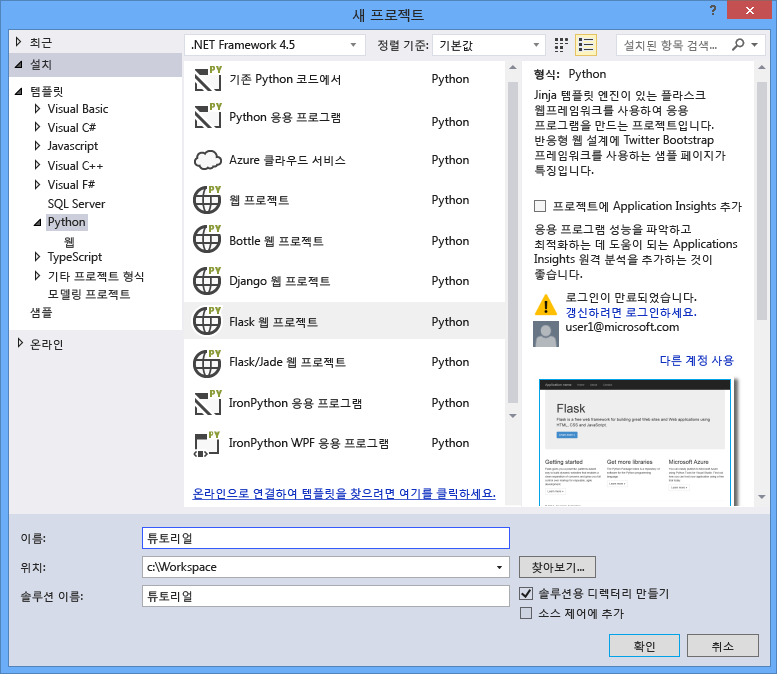 새 프로젝트
?
최근
설치
템플릿
Visual Basic
Visual C#
Javascript
Visual C++
Visual F#
SQL Server
Python
웹
TypeScript
기타 프로젝트 형식
모델링 프로젝트
샘플
온라인
.NET Framework 4.5
정렬 기준: 기본값
설치된 항목 검색...
기존 Python 코드에서 Python
Python 응용 프로그램 Python
Azure 클라우드 서비스 Python
웹 프로젝트 Python
Bottle 웹 프로젝트 Python
Django 웹 프로젝트 Python
Flask 웹 프로젝트 Python
Flask/Jade 웹 프로젝트 Python
IronPython 응용 프로그램 Python
IronPython WPF 응용 프로그램 Python
온라인으로 연결하여 템플릿을 찾으려면 여기를 클릭하세요.
형식: Python
Jinja 템플릿 엔진이 있는 플라스크
웹프레임워크를 사용하여 응용
프로그램을 만드는 프로젝트입니다.
반응형 웹 설계에 Twitter Bootstrap
프레임워크를 사용하는 샘플 페이지가
특징입니다.
프로젝트에 Application Insights 추가
응용 프로그램 성능을 파악하고
최적화하는 데 도움이 되는 Applications
Insights 원격 분석을 추가하는 것이
좋습니다.
로그인이 만료되었습니다.
갱신하려면 로그인하세요.
user1@microsoft.com
다른 계정 사용
Flask
Flask is a free web framework for building great Web sites and Web applications using
HTML, CSS and JavaScript.
Getting started Get more libraries Microsoft Azure
이름: 튜토리얼
위치: c:\Workspace 찾아보기...
솔루션 이름: 튜토리얼
솔루션용 디렉터리 만들기
소스 제어에 추가
확인 취소